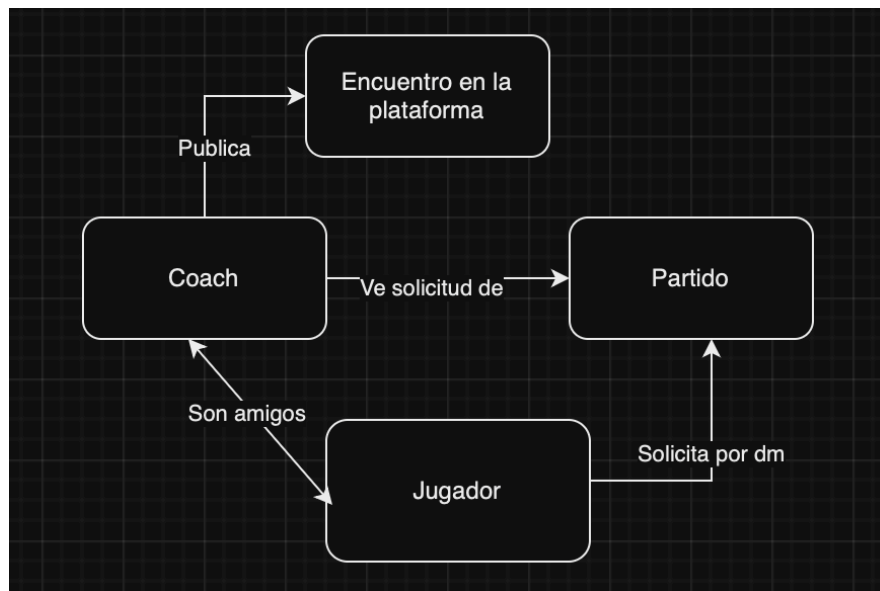 Encuentro en la
plataforma
Publica
Coach
Ve solicitud de
Partido
Son amigos
Solicita por dm
Jugador